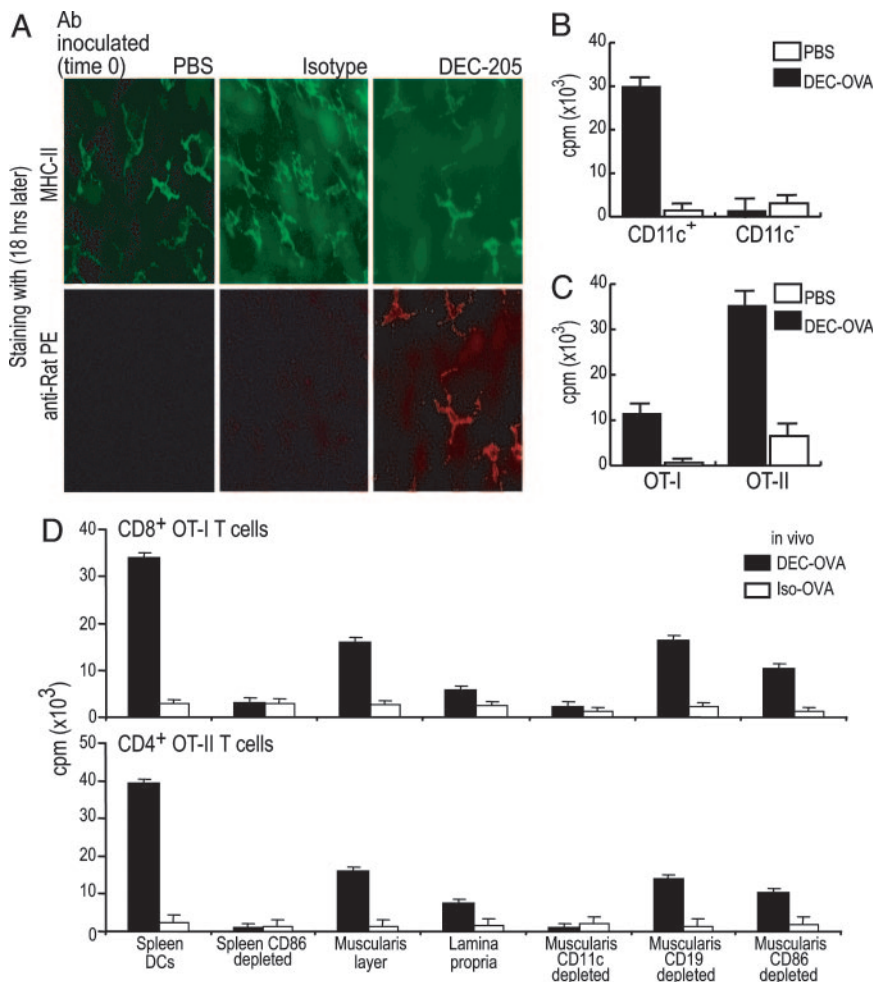 A
Ab
inoculated
(time 0)
PBS
Isotype
DEC-205
Staining with (18 hrs later)
MHC-II
anti-Rat PE
B
PBS
DEC-OVA
cpm (x10³)
40
30
20
10
0
CD11c⁺
CD11c⁻
C
PBS
DEC-OVA
cpm (x10³)
40
30
20
10
0
OT-I
OT-II
D
CD8⁺ OT-I T cells
in vivo
DEC-OVA
Iso-OVA
40
30
20
10
0
CD4⁺ OT-II T cells
cpm (x10³)
50
40
30
20
10
0
Spleen
DCs
Spleen CD86
depleted
Muscularis
layer
Lamina
propria
Muscularis
CD11c
depleted
Muscularis
CD19
depleted
Muscularis
CD86
depleted